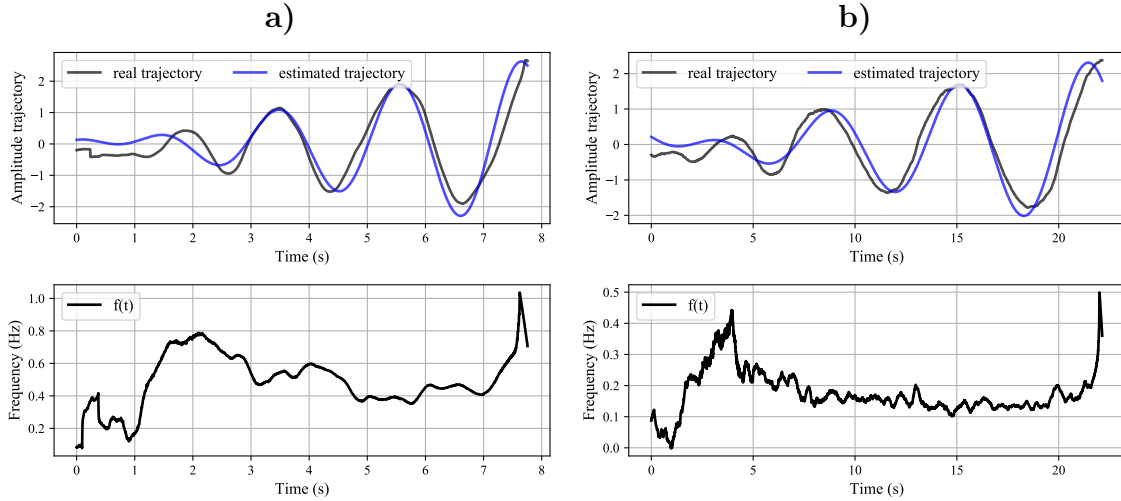 a)
b)
real trajectory
estimated trajectory
Amplitude trajectory
2
1
0
−1
−2
0 1 2 3 4 5 6 7 8
Time (s)
real trajectory
estimated trajectory
Amplitude trajectory
2
1
0
−1
−2
0 5 10 15 20
Time (s)
f(t)
Frequency (Hz)
1.0
0.8
0.6
0.4
0.2
0 1 2 3 4 5 6 7 8
Time (s)
f(t)
Frequency (Hz)
0.5
0.4
0.3
0.2
0.1
0.0
0 5 10 15 20
Time (s)